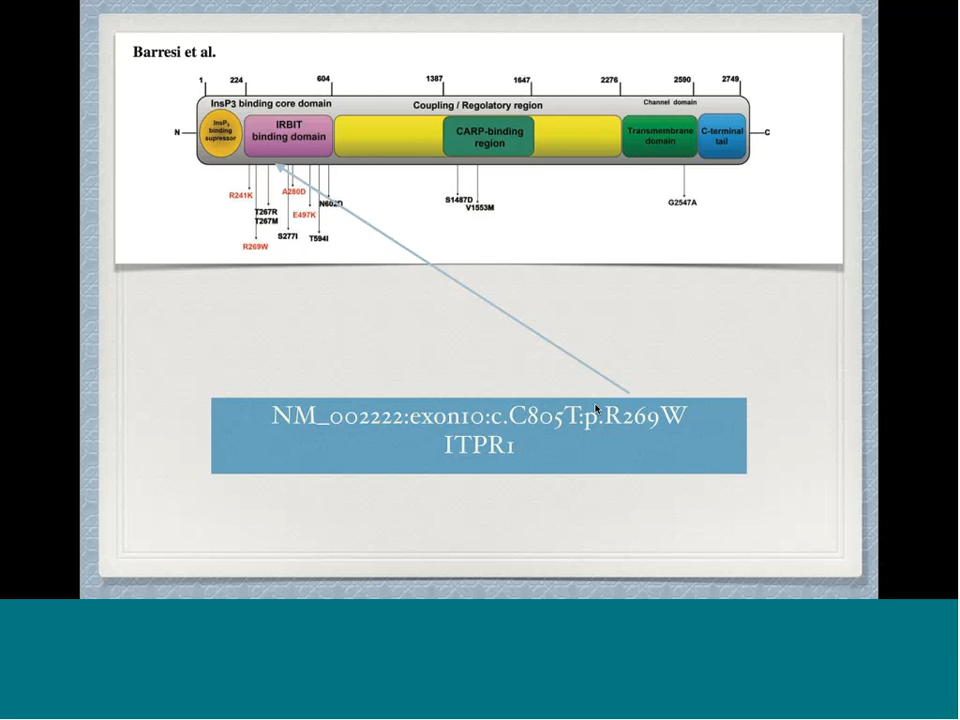 Barresi et al.
1 224 604 1387 1647 2276 2590 2749
InsP3 binding core domain Coupling / Regolatory region Channel domain
N InsP3 binding supressor IRBIT binding domain CARP-binding region Transmembrane domain C-terminal tail C
R241K A280D
T267R N602D S1487D G2547A
T267M E497K V1553M
S277I T594I
R269W
NM_002222:exon10:c.C805T:p.R269W
ITPR1